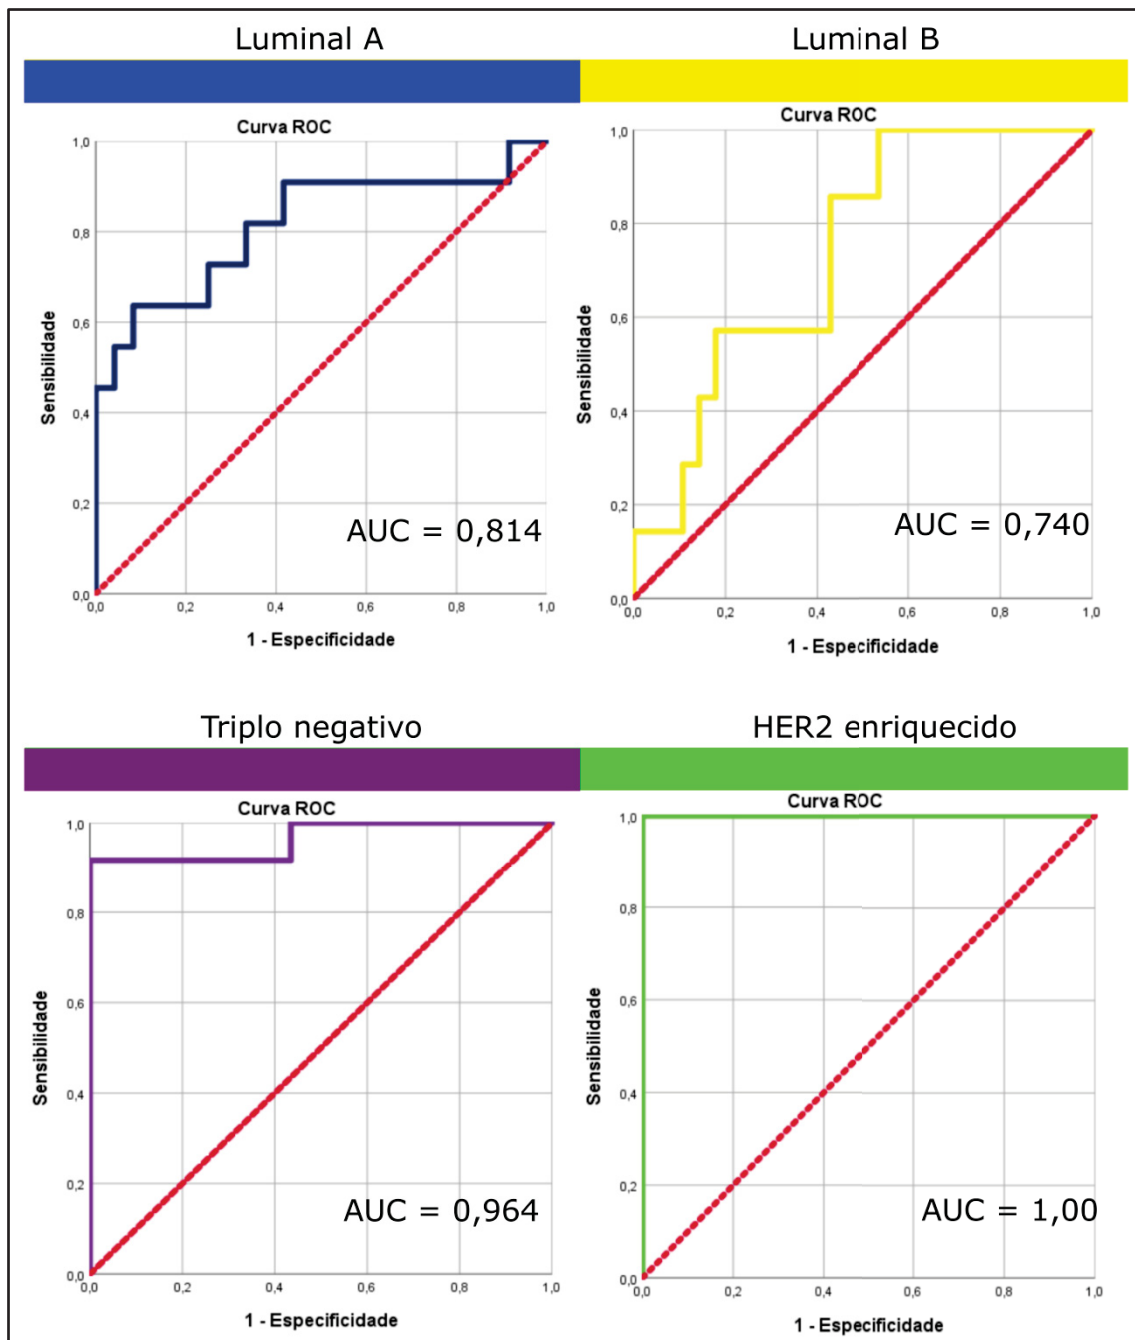 Luminal A
Luminal B
Curva ROC
1,0
0,8
0,6
0,4
0,2
0,0
Sensibilidade
0,0 0,2 0,4 0,6 0,8 1,0
1 - Especificidade
AUC = 0,814
Curva ROC
1,0
0,8
0,6
0,4
0,2
0,0
Sensibilidade
0,0 0,2 0,4 0,6 0,8 1,0
1 - Especificidade
AUC = 0,740
Triplo negativo
HER2 enriquecido
Curva ROC
1,0
0,8
0,6
0,4
0,2
0,0
Sensibilidade
0,0 0,2 0,4 0,6 0,8 1,0
1 - Especificidade
AUC = 0,964
Curva ROC
1,0
0,8
0,6
0,4
0,2
0,0
Sensibilidade
0,0 0,2 0,4 0,6 0,8 1,0
1 - Especificidade
AUC = 1,00